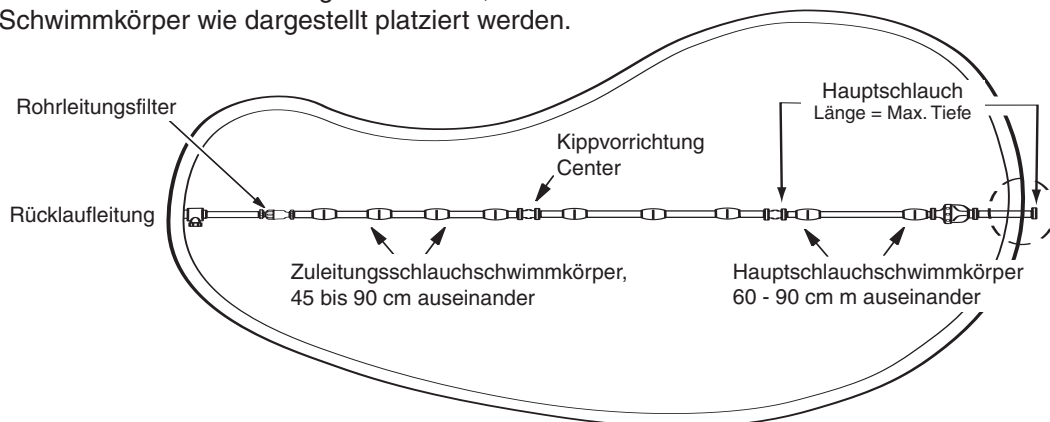 Schwimmkörper wie dargestellt platziert werden.
Rohrleitungsfilter
Hauptschlauch
Länge = Max. Tiefe
Kippvorrichtung
Center
Rücklaufleitung
Zuleitungsschlauchschwimmkörper,
45 bis 90 cm auseinander
Hauptschlauchschwimmkörper
60 - 90 cm m auseinander